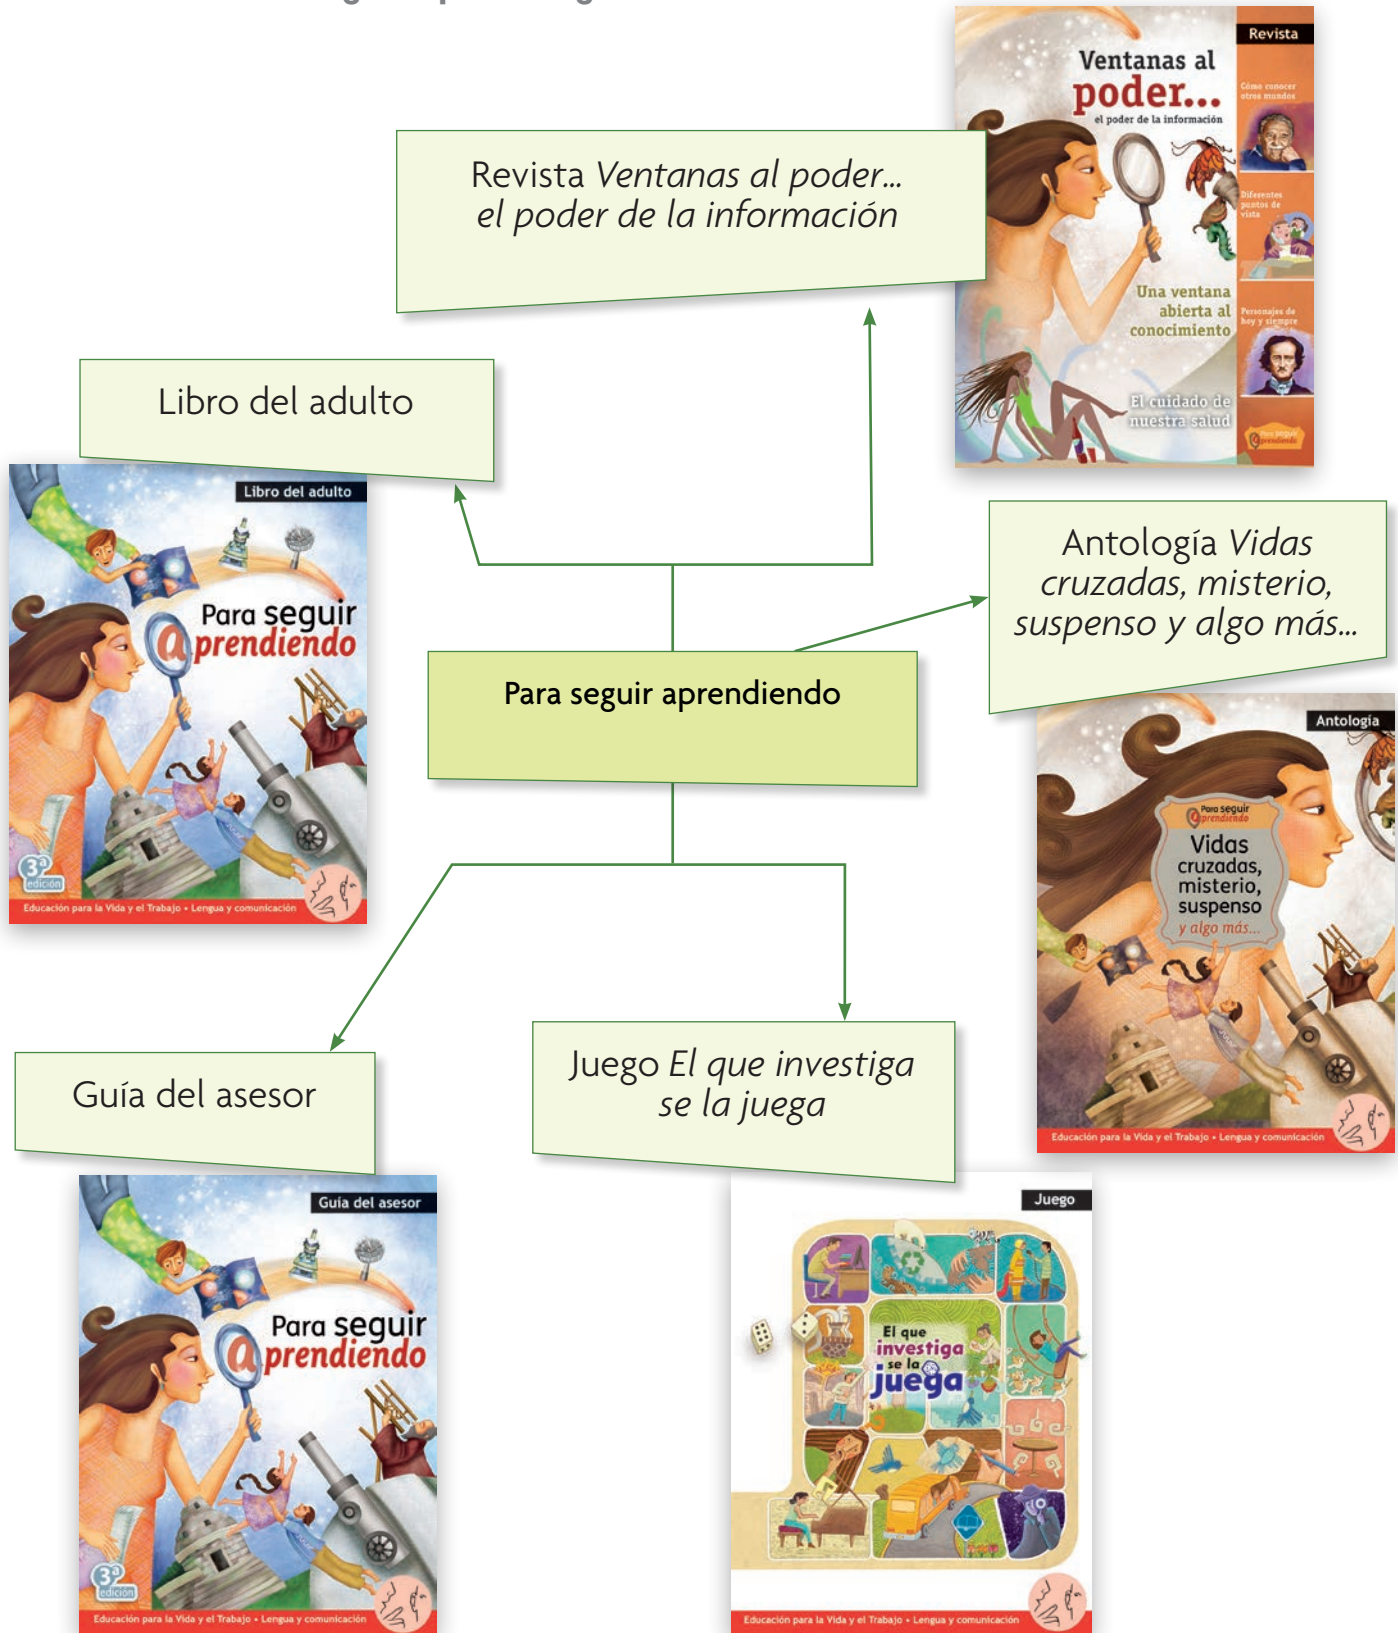 Revista
Ventanas al
poder...
el poder de la información
Cómo conocer
otros mundos
Diferentes
puntos de
vista
Una ventana
abierta al
conocimiento
Personajes de
hoy y siempre
El cuidado de
nuestra salud
Para seguir
aprendiendo
Revista Ventanas al poder...
el poder de la información
Libro del adulto
Libro del adulto
Para seguir
aprendiendo
3ª
edición
Educación para la Vida y el Trabajo • Lengua y comunicación
Antología Vidas
cruzadas, misterio,
suspenso y algo más...
Para seguir aprendiendo
Antología
Para seguir
aprendiendo
Vidas
cruzadas,
misterio,
suspenso
y algo más...
Educación para la Vida y el Trabajo • Lengua y comunicación
Guía del asesor
Guía del asesor
Para seguir
aprendiendo
3ª
edición
Educación para la Vida y el Trabajo • Lengua y comunicación
Juego El que investiga
se la juega
Juego
El que
investiga
se la
juega
Educación para la Vida y el Trabajo • Lengua y comunicación